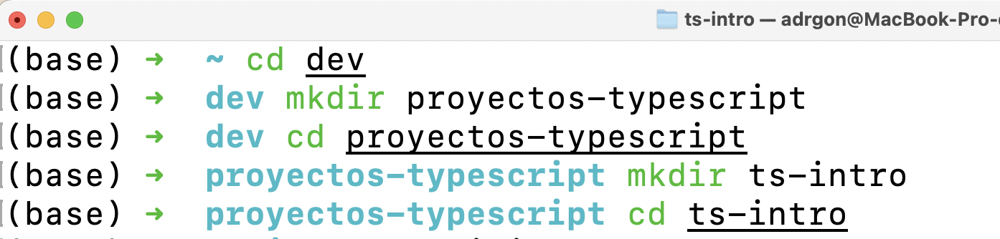 ts-intro — adrgon@MacBook-Pro-
(base) ➜ ~ cd dev
(base) ➜ dev mkdir proyectos-typescript
(base) ➜ dev cd proyectos-typescript
(base) ➜ proyectos-typescript mkdir ts-intro
(base) ➜ proyectos-typescript cd ts-intro